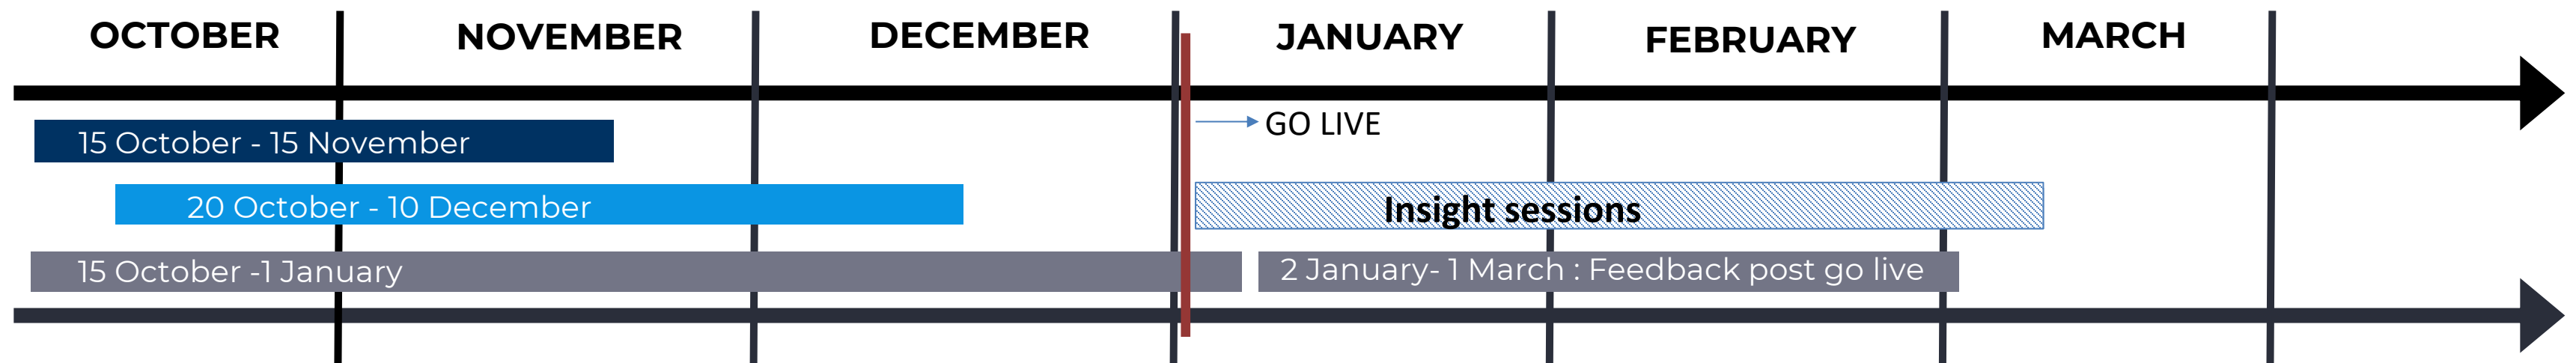 OCTOBER
NOVEMBER
DECEMBER
JANUARY
FEBRUARY
MARCH
GO LIVE
15 October - 15 November
20 October - 10 December
Insight sessions
15 October -1 January
2 January- 1 March : Feedback post go live